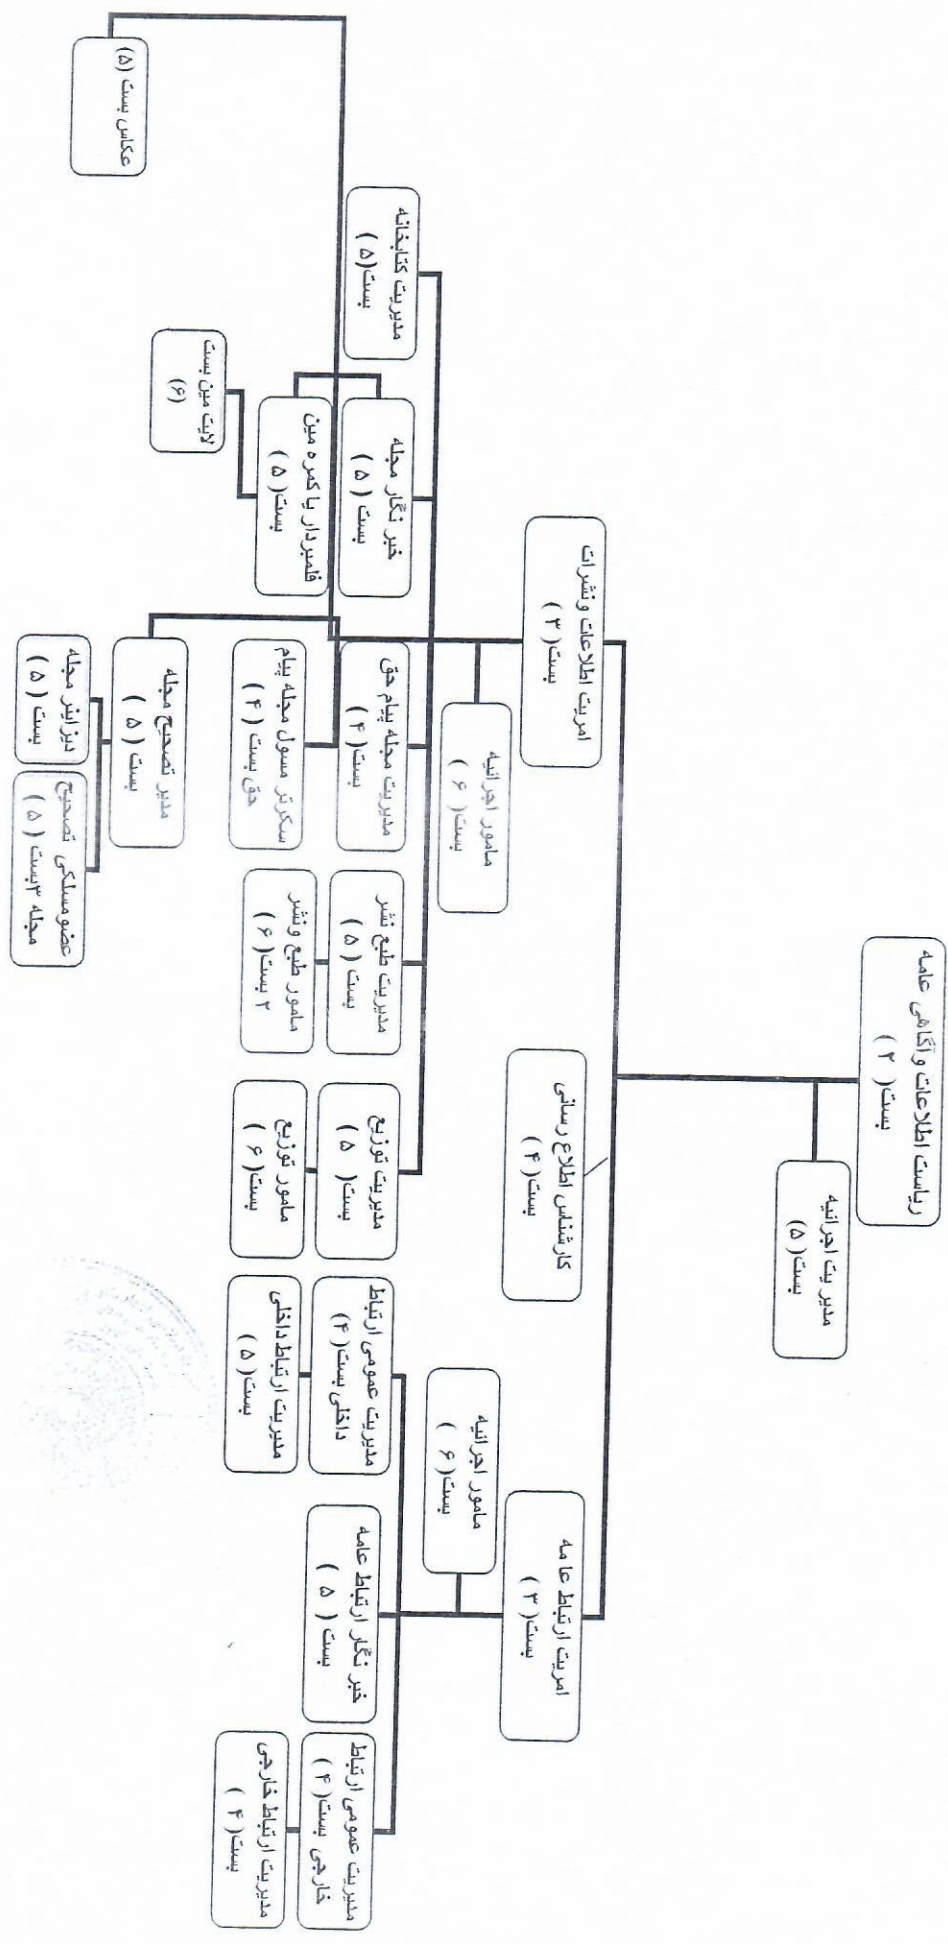 ریاست اطلاعات و آگاهی عامه
بست( ۲ )
مدیریت اجرائیه
بست( ۵)
امریت اطلاعات و نشرات
بست( ۳ )
کارشناس اطلاع رسانی
بست( ۴ )
امریت ارتباط عامه
بست( ۳ )
مامور اجرائیه
بست( ۶ )
مامور اجرائیه
بست( ۶ )
مدیریت کتابخانه
بست(۵ )
خبر نگار مجله
بست ( ۵ )
مدیریت مجله پیام حق
بست( ۴ )
مدیریت طبع نشر
بست ( ۵ )
مدیریت توزیع
بست( ۵ )
مدیریت عمومی ارتباط
داخلی بست(۴ )
خبر نگار ارتباط عامه
بست ( ۵ )
مدیریت عمومی ارتباط
خارجی بست( ۴ )
فلمبردار یا کمره مین
بست( ۵ )
سکرتر مسول مجله پیام
حق بست ( ۴ )
مامور طبع و نشر
۲ بست( ۶ )
مامور توزیع
بست( ۶ )
مدیریت ارتباط داخلی
بست( ۵ )
مدیریت ارتباط خارجی
بست( ۴ )
لایت مین بست
(۶)
مدیر تصحیح مجله
بست ( ۵ )
عکاس بست (۵)
دیزاینر مجله
بست ( ۵ )
عضو مسلکی تصحیح
مجله ۳بست ( ۵ )